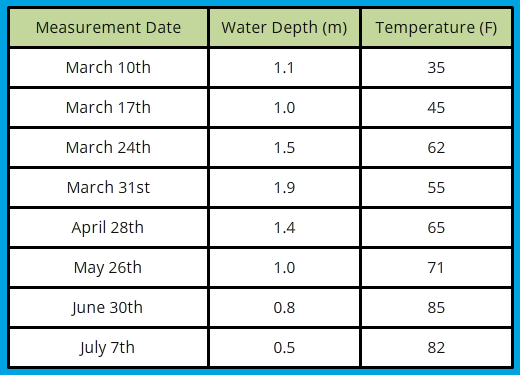 Measurement Date Water Depth (m) Temperature (F)
March 10th 1.1 35
March 17th 1.0 45
March 24th 1.5 62
March 31st 1.9 55
April 28th 1.4 65
May 26th 1.0 71
June 30th 0.8 85
July 7th 0.5 82